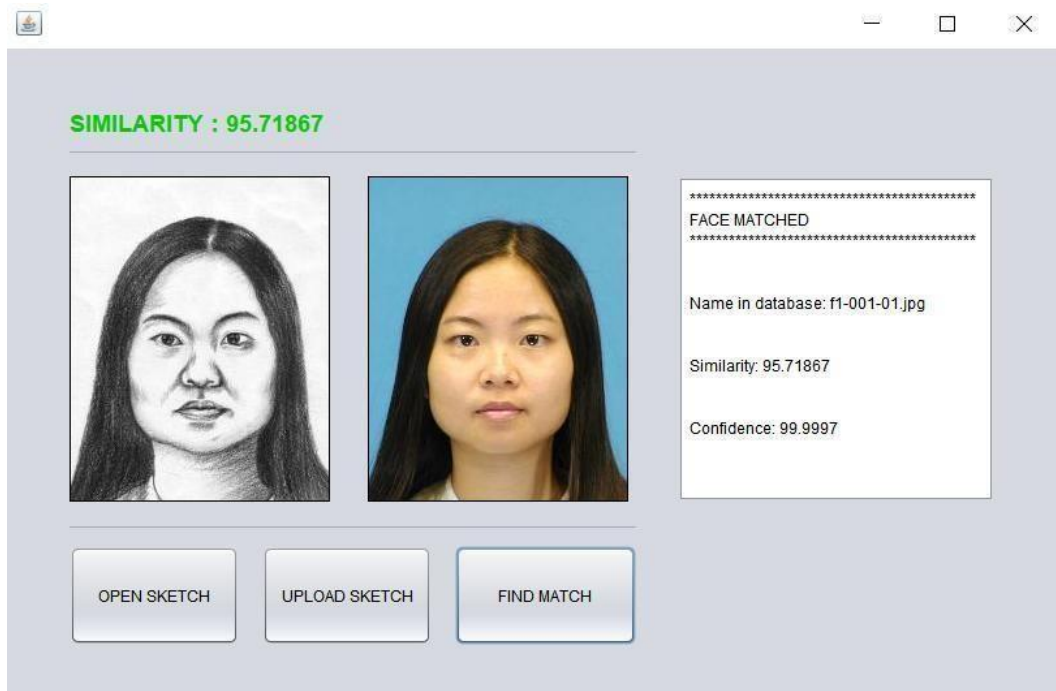 SIMILARITY : 95.71867
********************************************
FACE MATCHED
********************************************
Name in database: f1-001-01.jpg
Similarity: 95.71867
Confidence: 99.9997
OPEN SKETCH
UPLOAD SKETCH
FIND MATCH